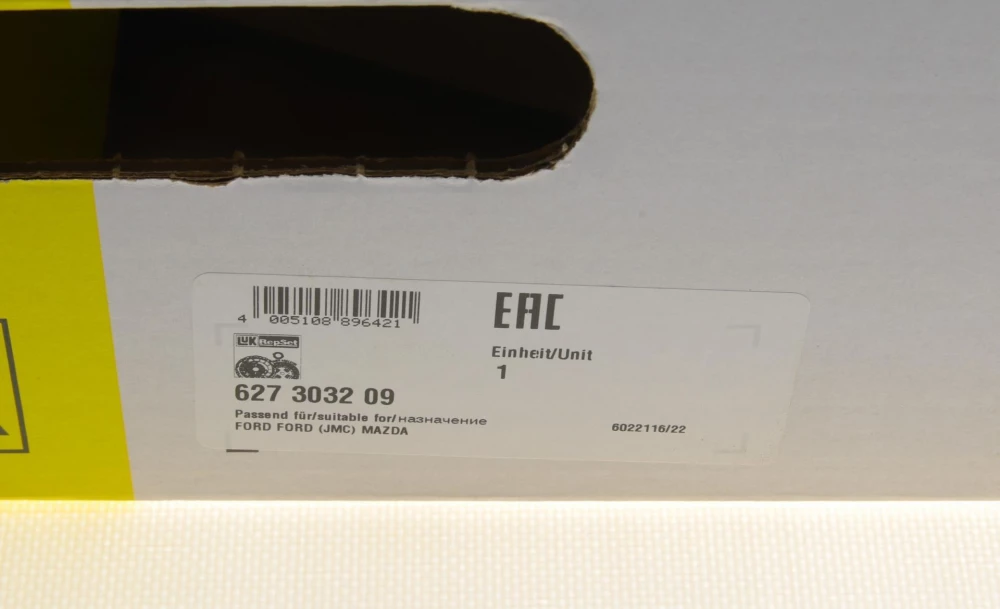 4 005108 896421
EAC
LUK RepSet
Einheit/Unit
1
627 3032 09
Passend für/suitable for/назначение
FORD FORD (JMC) MAZDA
6022116/22